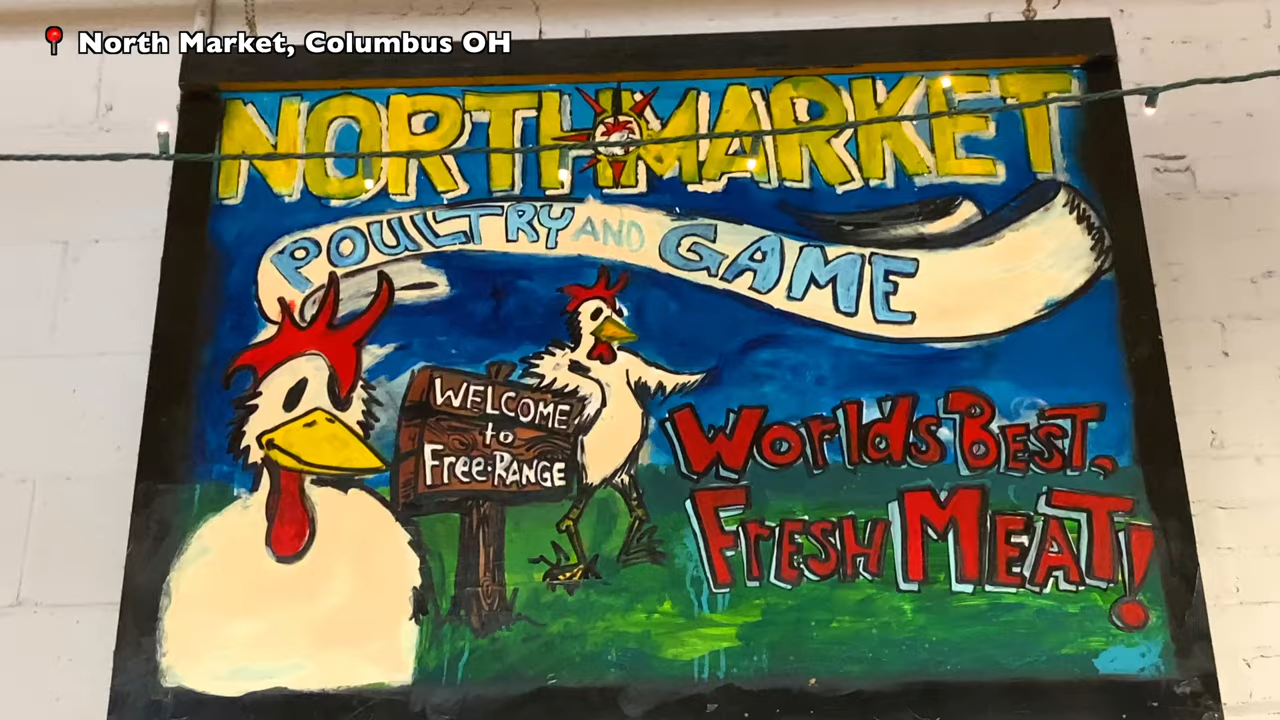 North Market, Columbus OH
NORTH MARKET
POULTRY AND GAME
WELCOME
to
Free-RANGE
Worlds BEST,
FrESH MEAT!